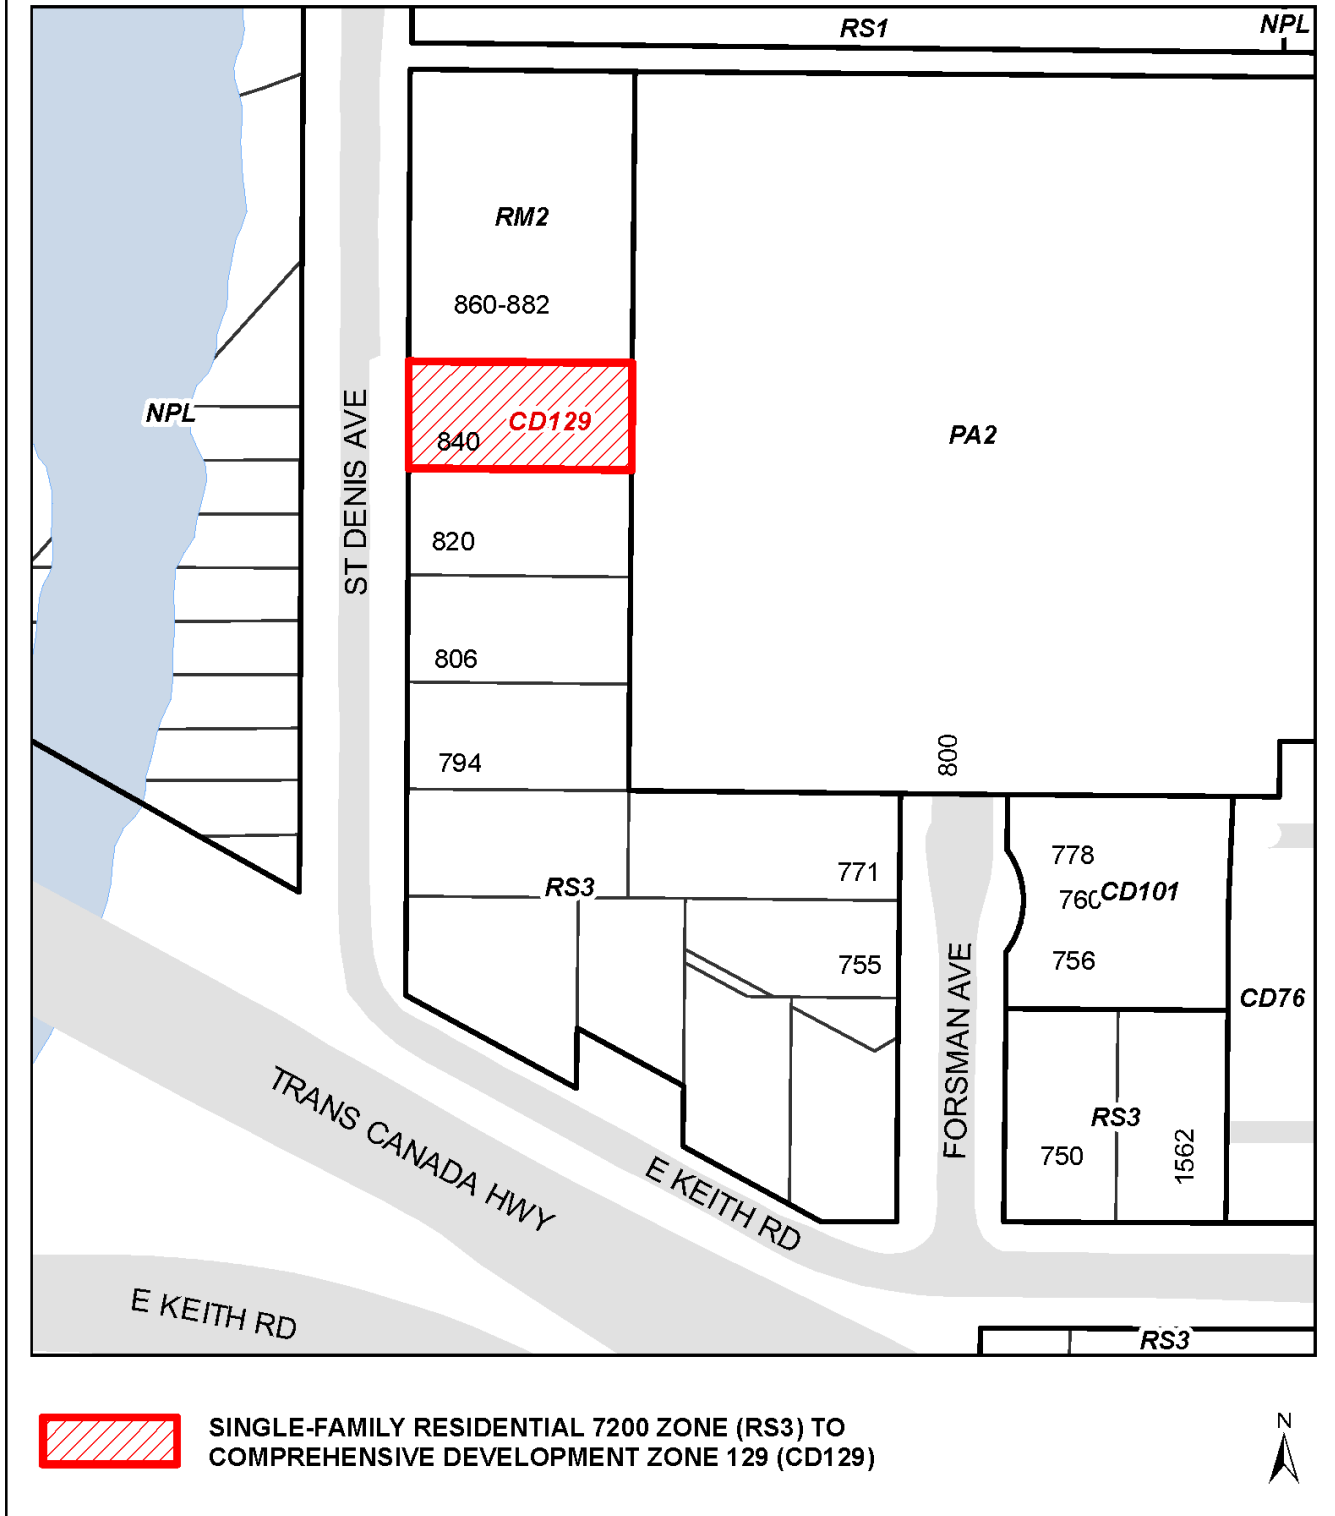 RS1
NPL
RM2
860-882
NPL
CD129
840
PA2
ST DENIS AVE
820
806
794
800
771
778
RS3
760
CD101
755
756
CD76
FORSMAN AVE
TRANS CANADA HWY
RS3
750
1562
E KEITH RD
E KEITH RD
RS3
SINGLE-FAMILY RESIDENTIAL 7200 ZONE (RS3) TO
COMPREHENSIVE DEVELOPMENT ZONE 129 (CD129)
N